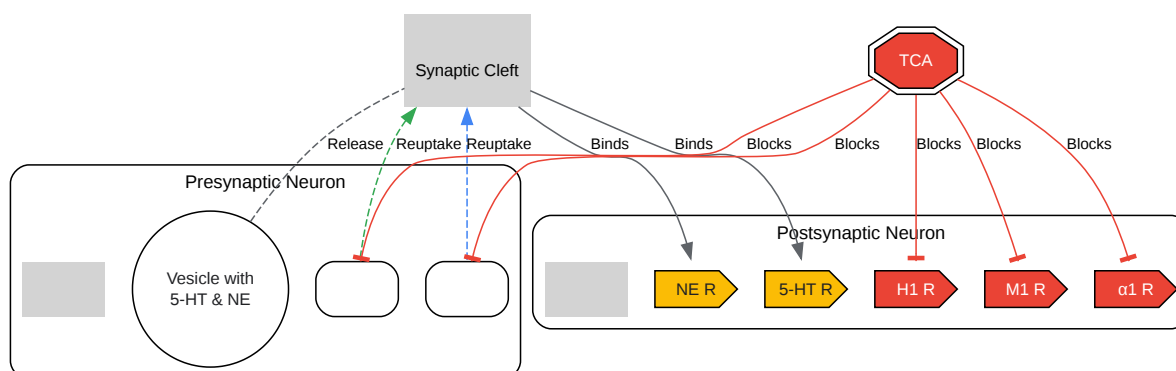 TCA
Synaptic Cleft
Release
Reuptake
Reuptake
Binds
Binds
Blocks
Blocks
Blocks
Blocks
Blocks
Presynaptic Neuron
Postsynaptic Neuron
Vesicle with
5-HT & NE
NE R
5-HT R
H1 R
M1 R
α1 R